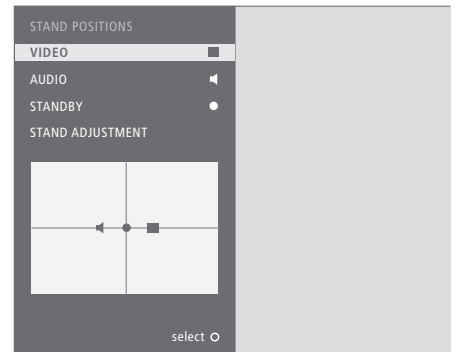 STAND POSITIONS
VIDEO
AUDIO
STANDBY
STAND ADJUSTMENT
select